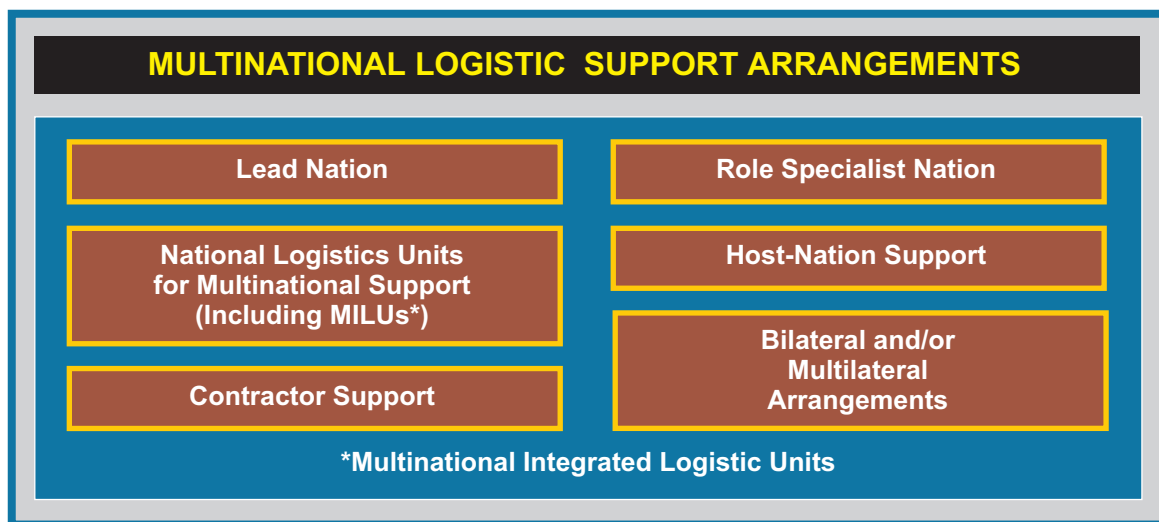 MULTINATIONAL LOGISTIC SUPPORT ARRANGEMENTS
Lead Nation
Role Specialist Nation
National Logistics Units
for Multinational Support
(Including MILUs*)
Host-Nation Support
Contractor Support
Bilateral and/or
Multilateral
Arrangements
*Multinational Integrated Logistic Units